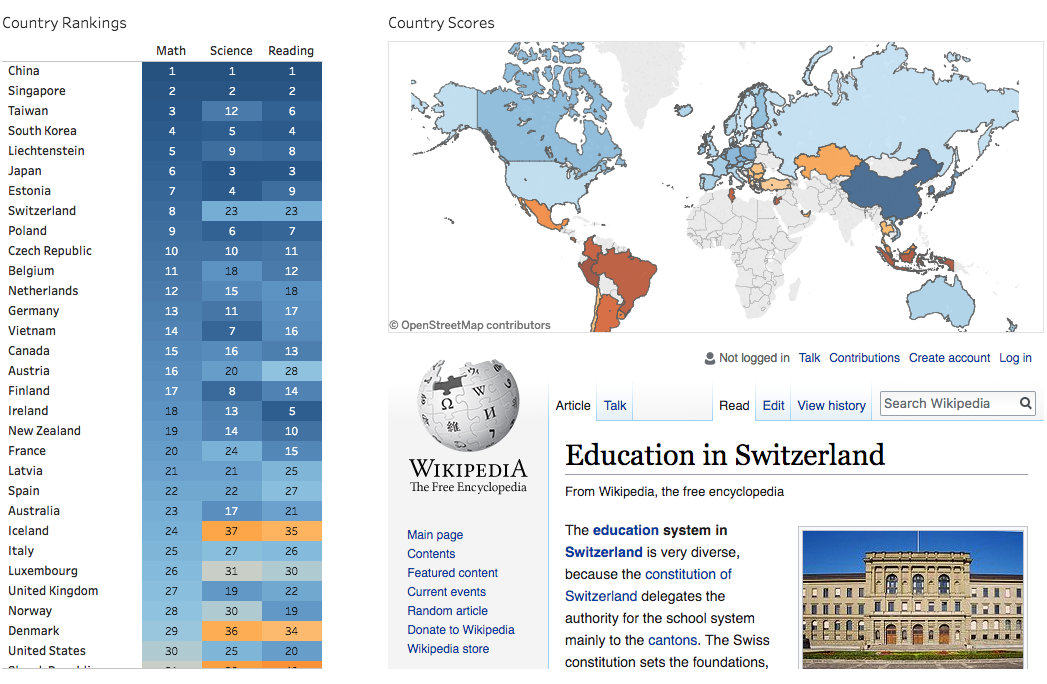 Country Rankings
Math Science Reading
China 1 1 1
Singapore 2 2 2
Taiwan 3 12 6
South Korea 4 5 4
Liechtenstein 5 9 8
Japan 6 3 3
Estonia 7 4 9
Switzerland 8 23 23
Poland 9 6 7
Czech Republic 10 10 11
Belgium 11 18 12
Netherlands 12 15 18
Germany 13 11 17
Vietnam 14 7 16
Canada 15 16 13
Austria 16 20 28
Finland 17 8 14
Ireland 18 13 5
New Zealand 19 14 10
France 20 24 15
Latvia 21 21 25
Spain 22 22 27
Australia 23 17 21
Iceland 24 37 35
Italy 25 27 26
Luxembourg 26 31 30
United Kingdom 27 19 22
Norway 28 30 19
Denmark 29 36 34
United States 30 25 20
Country Scores
© OpenStreetMap contributors
Not logged in Talk Contributions Create account Log in
Article Talk Read Edit View history Search Wikipedia
Ω W И 維 7
WIKIPEDIA
The Free Encyclopedia
Main page
Contents
Featured content
Current events
Random article
Donate to Wikipedia
Wikipedia store
Education in Switzerland
From Wikipedia, the free encyclopedia
The education system in
Switzerland is very diverse,
because the constitution of
Switzerland delegates the
authority for the school system
mainly to the cantons. The Swiss
constitution sets the foundations,